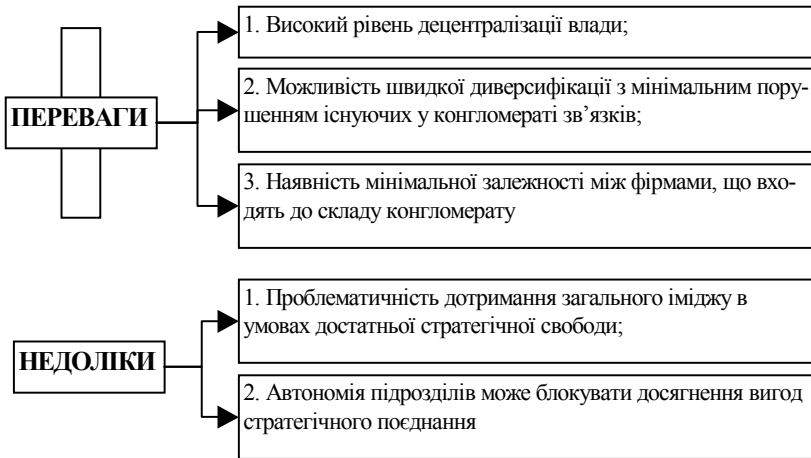 ПЕРЕВАГИ
1. Високий рівень децентралізації влади;
2. Можливість швидкої диверсифікації з мінімальним пору-
шенням існуючих у конгломераті зв’язків;
3. Наявність мінімальної залежності між фірмами, що вхо-
дять до складу конгломерату
НЕДОЛІКИ
1. Проблематичність дотримання загального іміджу в
умовах достатньої стратегічної свободи;
2. Автономія підрозділів може блокувати досягнення вигод
стратегічного поєднання